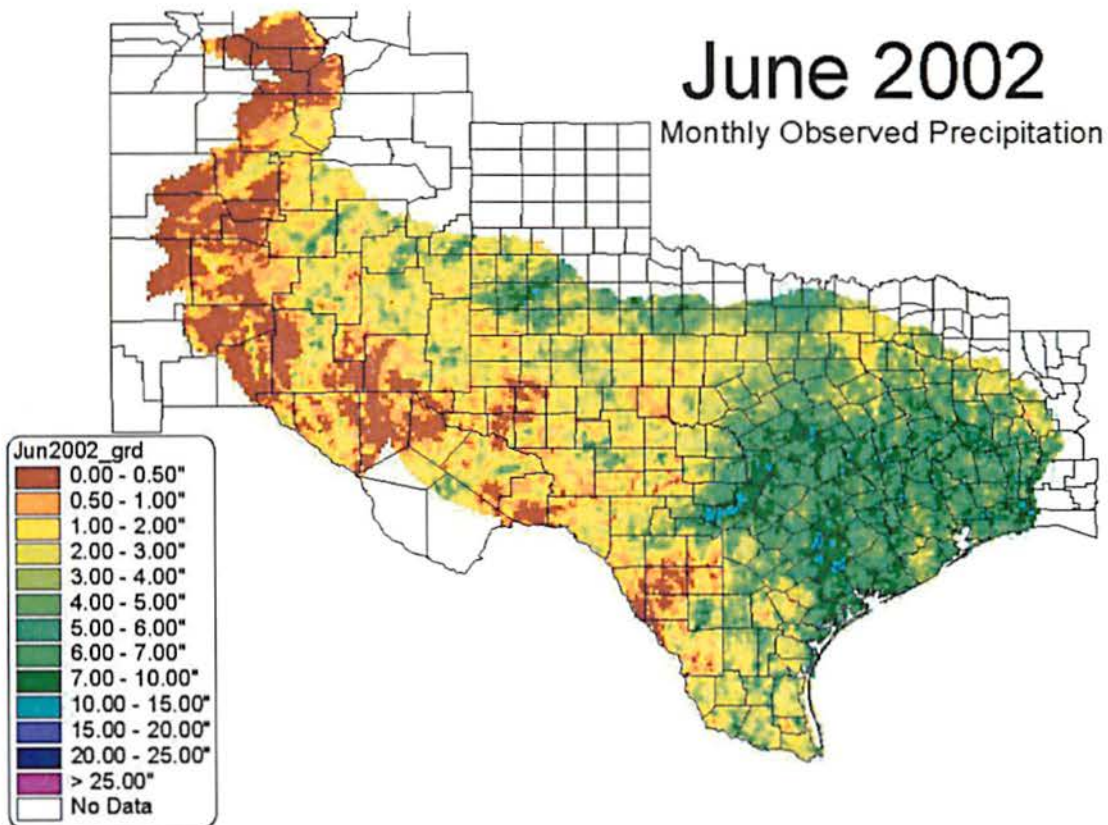 June 2002
Monthly Observed Precipitation
Jun2002_grd
0.00 - 0.50"
0.50 - 1.00"
1.00 - 2.00"
2.00 - 3.00"
3.00 - 4.00"
4.00 - 5.00"
5.00 - 6.00"
6.00 - 7.00"
7.00 - 10.00"
10.00 - 15.00"
15.00 - 20.00"
20.00 - 25.00"
> 25.00"
No Data